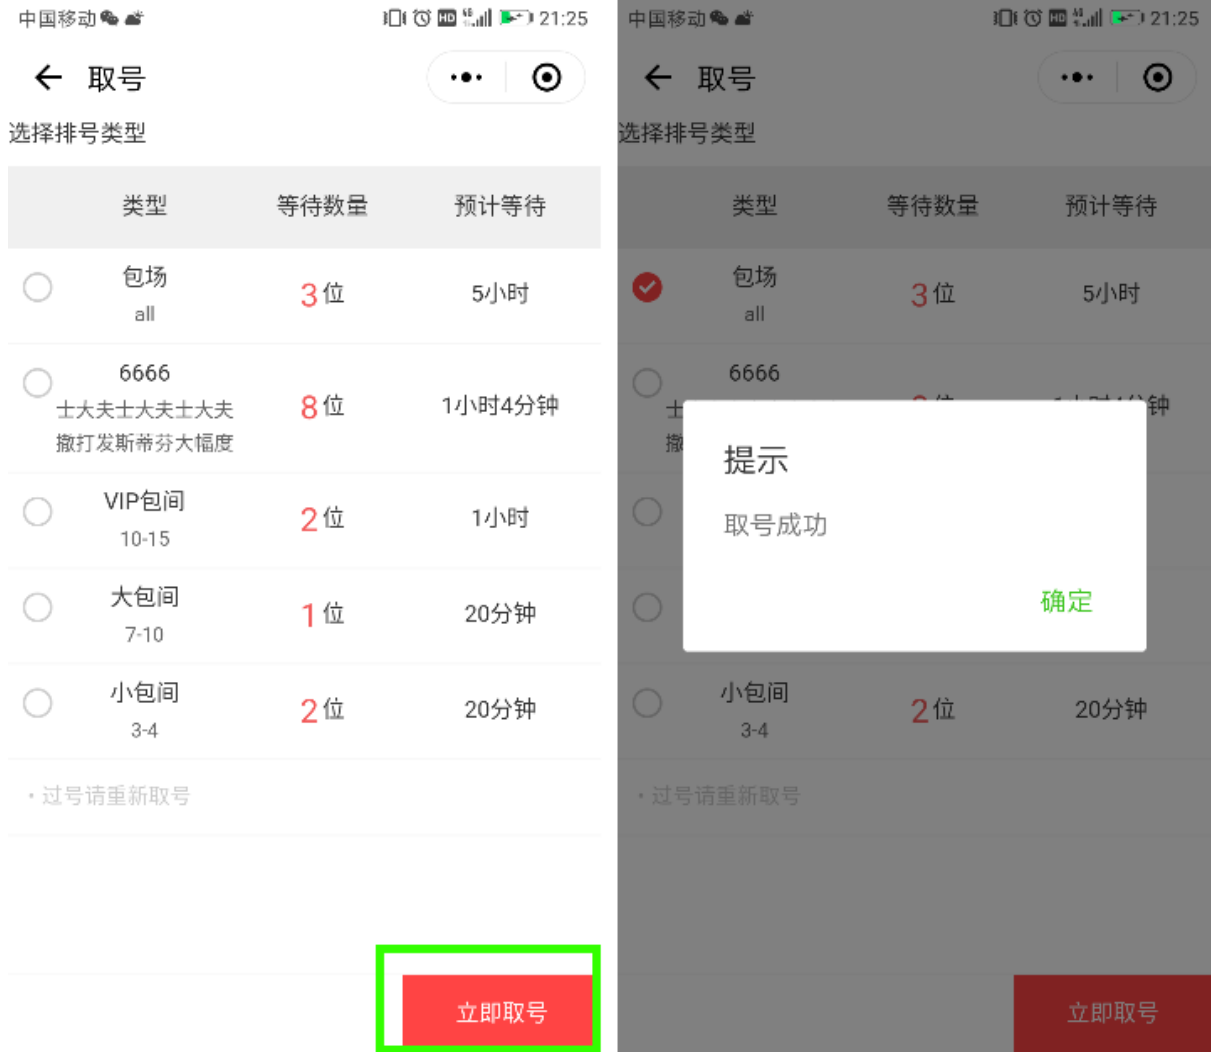 中国移动 HD 21:25
取号
选择排号类型
类型 等待数量 预计等待
包场 3位 5小时
all
6666 8位 1小时4分钟
士大夫士大夫士大夫
撤打发斯蒂芬大幅度
VIP包间 2位 1小时
10-15
大包间 1位 20分钟
7-10
小包间 2位 20分钟
3-4
·过号请重新取号
立即取号
中国移动 HD 21:25
取号
选择排号类型
类型 等待数量 预计等待
包场 3位 5小时
all
6666
提示
取号成功
确定
小包间 2位 20分钟
3-4
·过号请重新取号
立即取号